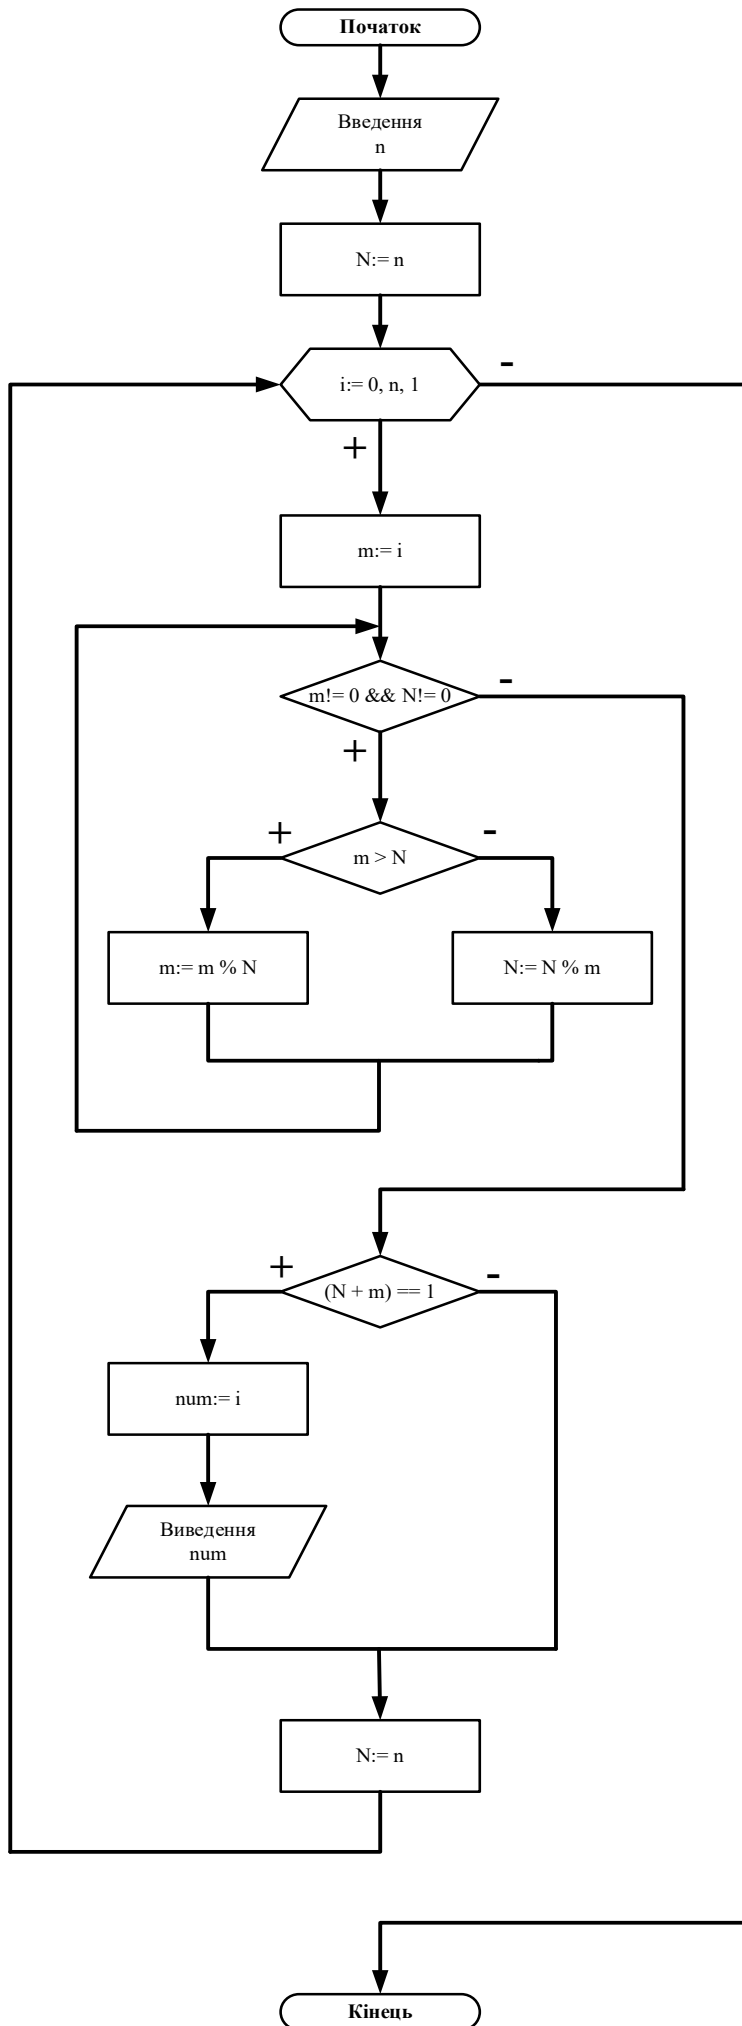 Початок
Введення
n
N:= n
-
i:= 0, n, 1
+
m:= i
-
m!= 0 && N!= 0
+
+
-
m > N
m:= m % N
N:= N % m
+
-
(N + m) == 1
num:= i
Виведення
num
N:= n
Кінець